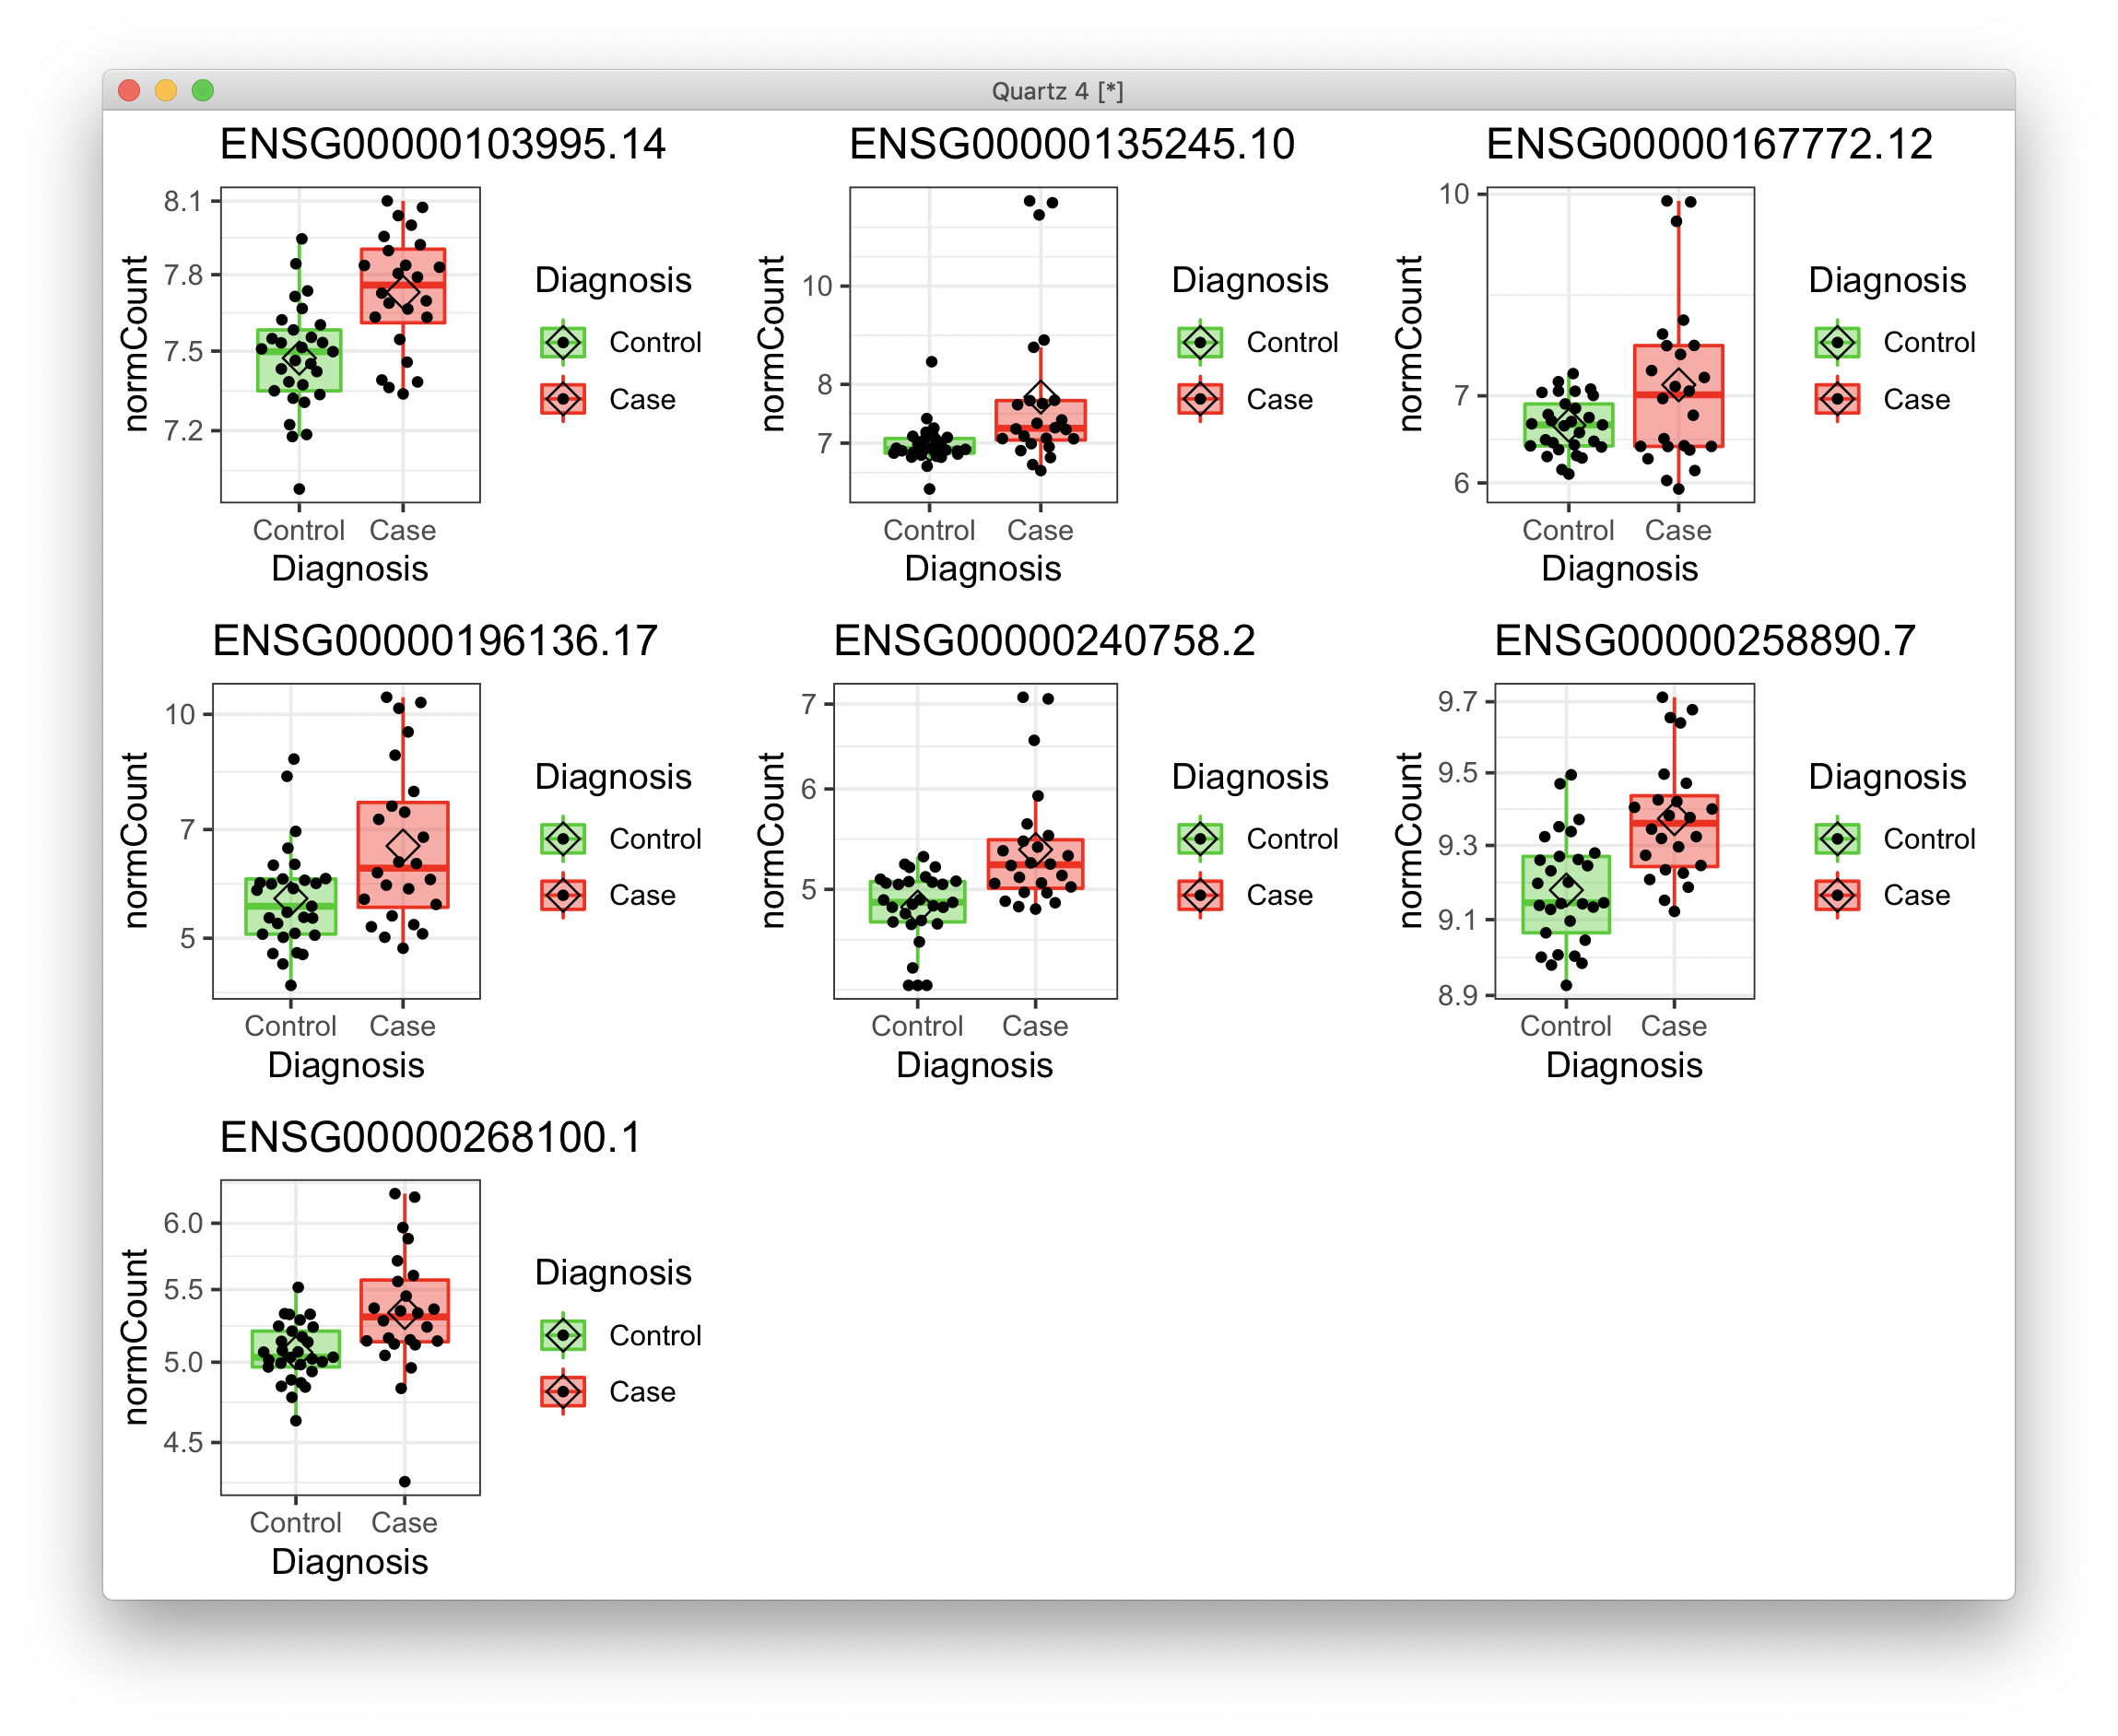 Quartz 4 [*]
ENSG00000103995.14
normCount
8.1
7.8
7.5
7.2
Control Case
Diagnosis
Diagnosis
Control
Case
ENSG00000135245.10
normCount
10
8
7
Control Case
Diagnosis
Diagnosis
Control
Case
ENSG00000167772.12
normCount
10
7
6
Control Case
Diagnosis
Diagnosis
Control
Case
ENSG00000196136.17
normCount
10
7
5
Control Case
Diagnosis
Diagnosis
Control
Case
ENSG00000240758.2
normCount
7
6
5
Control Case
Diagnosis
Diagnosis
Control
Case
ENSG00000258890.7
normCount
9.7
9.5
9.3
9.1
8.9
Control Case
Diagnosis
Diagnosis
Control
Case
ENSG00000268100.1
normCount
6.0
5.5
5.0
4.5
Control Case
Diagnosis
Diagnosis
Control
Case